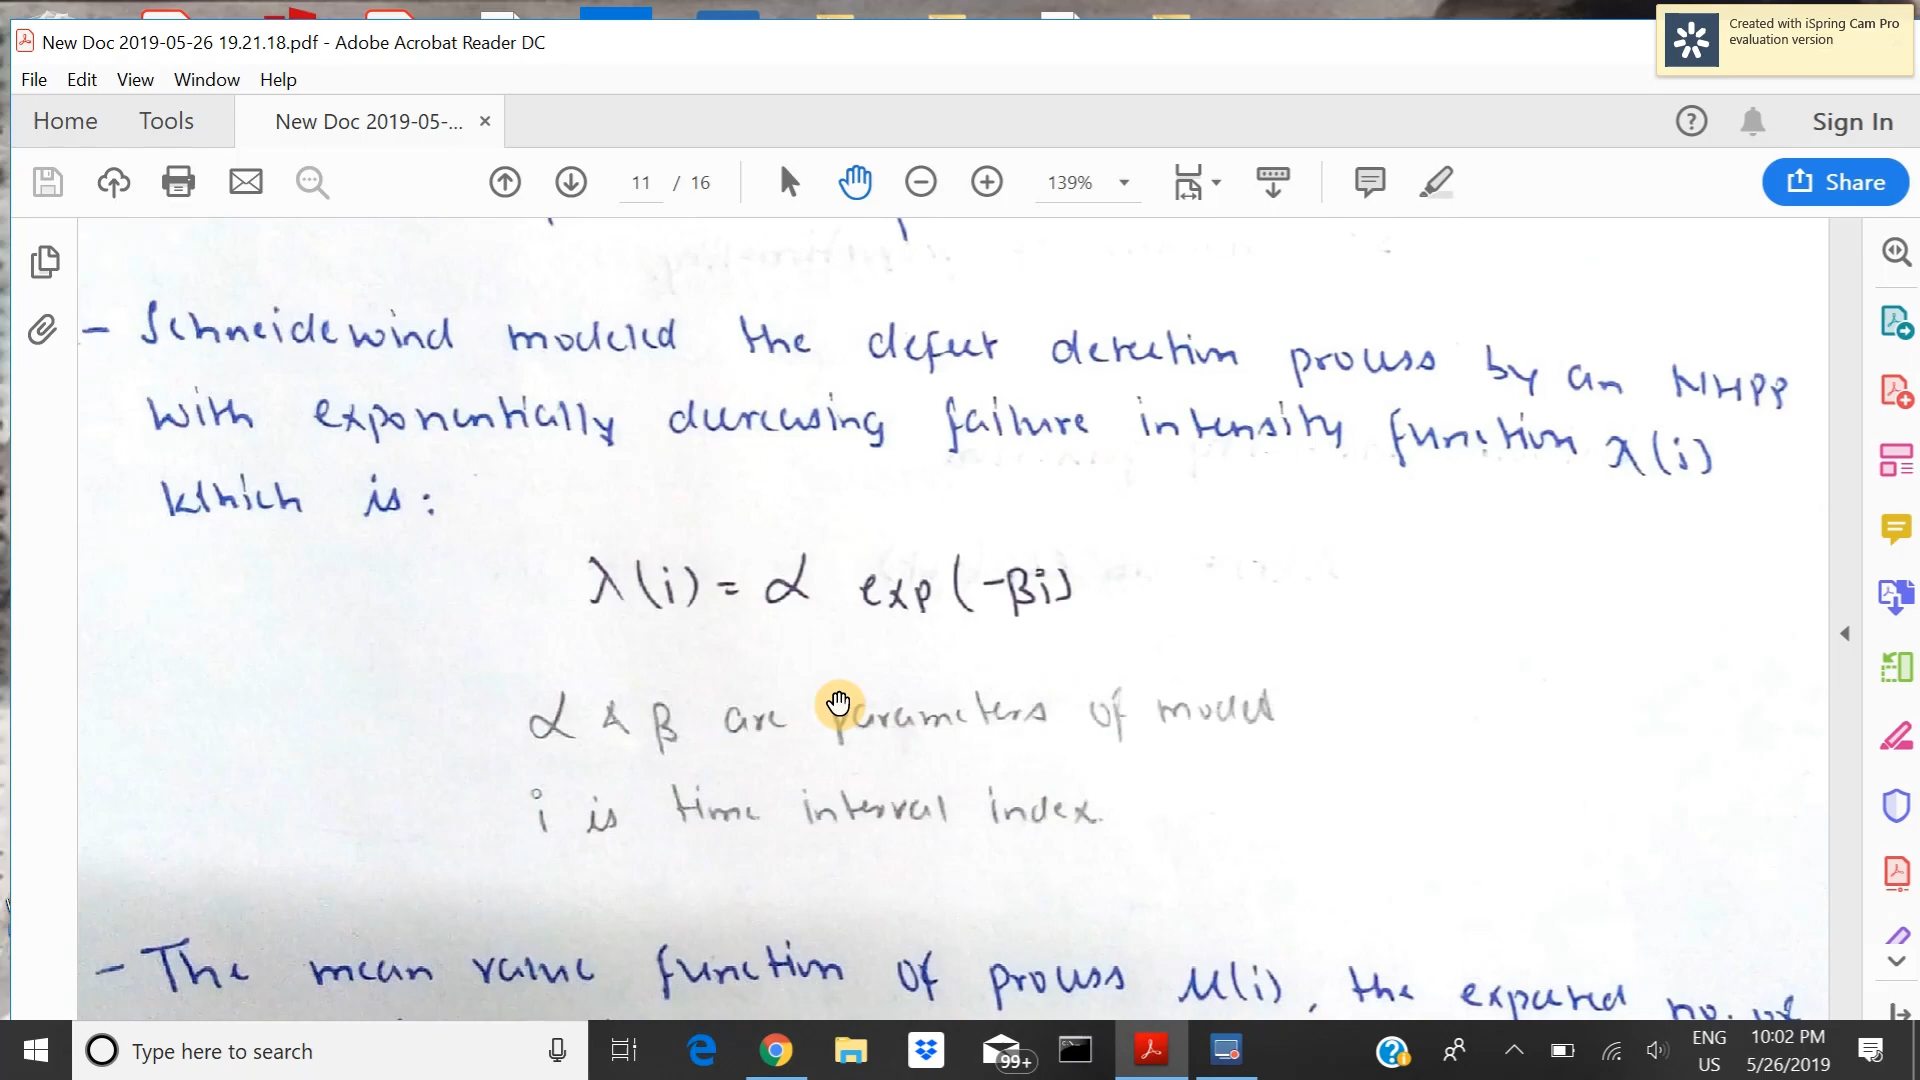 Created with iSpring Cam Pro
evaluation version
New Doc 2019-05-26 19.21.18.pdf - Adobe Acrobat Reader DC
File Edit View Window Help
Home Tools New Doc 2019-05-... × Sign In
11 / 16 139% Share
- Schneidewind modeled the defect detection process by an NHPP
with exponentially decreasing failure intensity function λ(i)
which is:
λ(i) = α exp(-βi)
α & β are parameters of model
i is time interval index.
- The mean value function of process μ(i), the expected no. of
Type here to search
99+
ENG
US
10:02 PM
5/26/2019